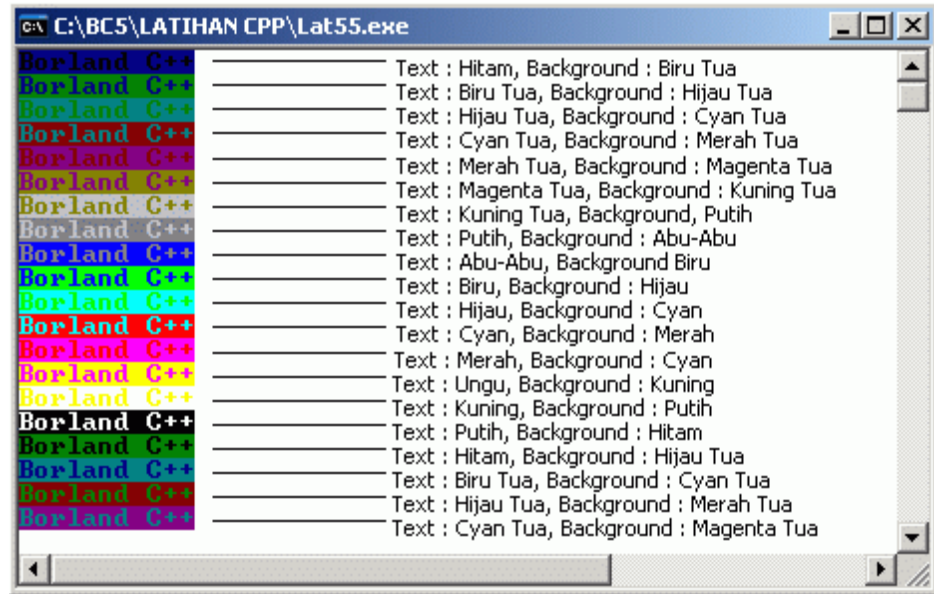 C:\BC5\LATIHAN CPP\Lat55.exe
Borland C++ Text : Hitam, Background : Biru Tua
Borland C++ Text : Biru Tua, Background : Hijau Tua
Borland C++ Text : Hijau Tua, Background : Cyan Tua
Borland C++ Text : Cyan Tua, Background : Merah Tua
Borland C++ Text : Merah Tua, Background : Magenta Tua
Borland C++ Text : Magenta Tua, Background : Kuning Tua
Borland C++ Text : Kuning Tua, Background, Putih
Borland C++ Text : Putih, Background : Abu-Abu
Borland C++ Text : Abu-Abu, Background Biru
Borland C++ Text : Biru, Background : Hijau
Borland C++ Text : Hijau, Background : Cyan
Borland C++ Text : Cyan, Background : Merah
Borland C++ Text : Merah, Background : Cyan
Borland C++ Text : Ungu, Background : Kuning
Borland C++ Text : Kuning, Background : Putih
Borland C++ Text : Putih, Background : Hitam
Borland C++ Text : Hitam, Background : Hijau Tua
Borland C++ Text : Biru Tua, Background : Cyan Tua
Borland C++ Text : Hijau Tua, Background : Merah Tua
Borland C++ Text : Cyan Tua, Background : Magenta Tua